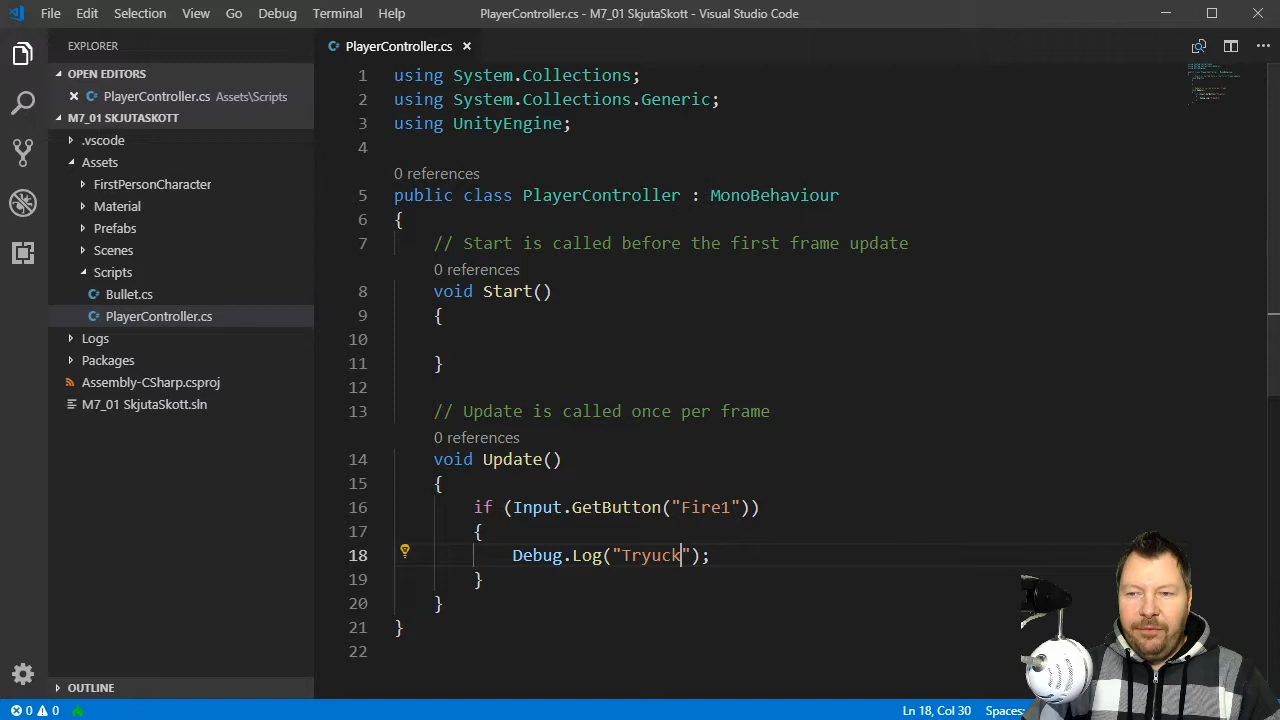 File Edit Selection View Go Debug Terminal Help PlayerController.cs - M7_01 SkjutaSkott - Visual Studio Code
EXPLORER
OPEN EDITORS
PlayerController.cs Assets\Scripts
M7_01 SKJUTASKOTT
.vscode
Assets
FirstPersonCharacter
Material
Prefabs
Scenes
Scripts
Bullet.cs
PlayerController.cs
Logs
Packages
Assembly-CSharp.csproj
M7_01 SkjutaSkott.sln
OUTLINE
PlayerController.cs
1 using System.Collections;
2 using System.Collections.Generic;
3 using UnityEngine;
4
0 references
5 public class PlayerController : MonoBehaviour
6 {
7 // Start is called before the first frame update
0 references
8 void Start()
9 {
10
11 }
12
13 // Update is called once per frame
0 references
14 void Update()
15 {
16 if (Input.GetButton("Fire1"))
17 {
18 Debug.Log("Tryuck");
19 }
20 }
21 }
22
0 0 Ln 18, Col 30 Spaces: